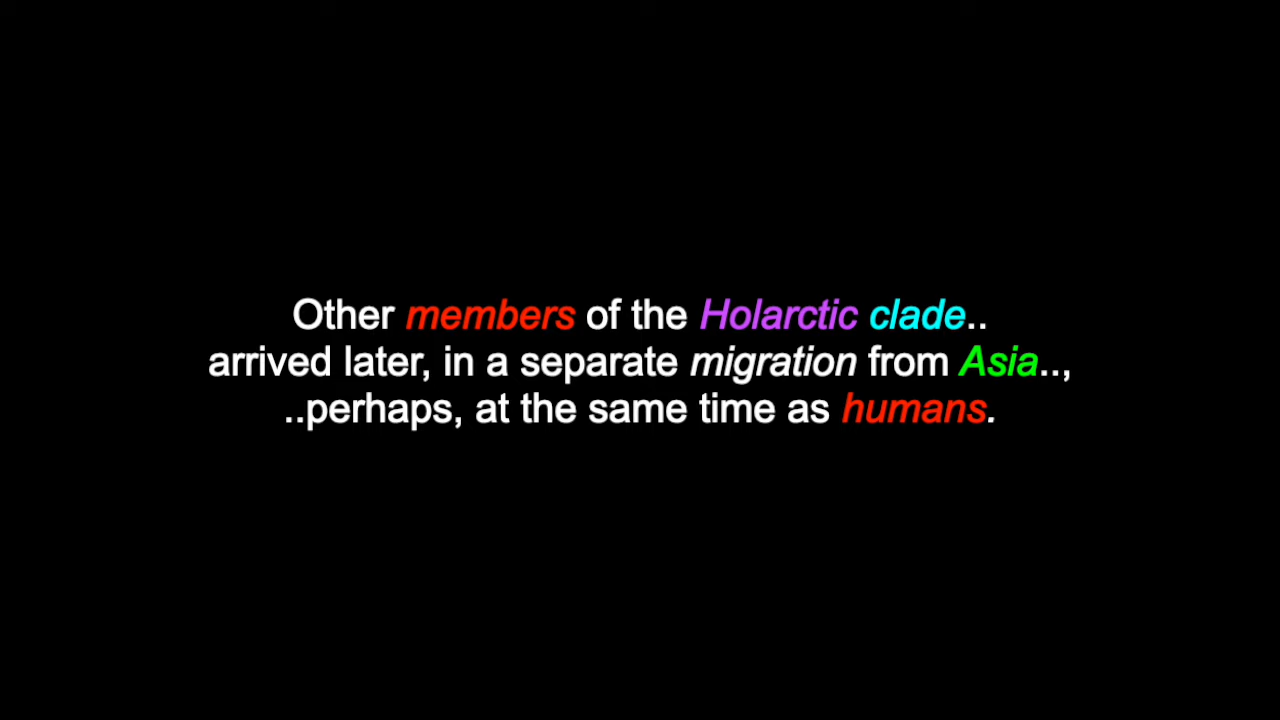 Other members of the Holarctic clade..
arrived later, in a separate migration from Asia..,
..perhaps, at the same time as humans.